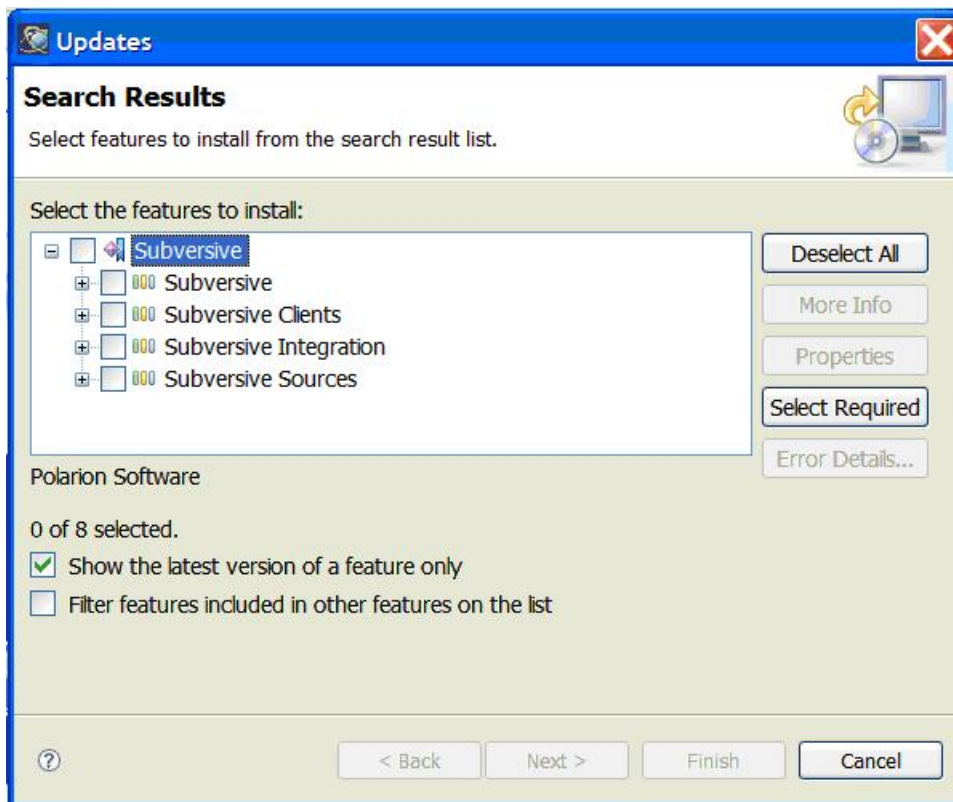 Updates
Search Results
Select features to install from the search result list.
Select the features to install:
Subversive
Subversive
Subversive Clients
Subversive Integration
Subversive Sources
Deselect All
More Info
Properties
Select Required
Error Details...
Polarion Software
0 of 8 selected.
Show the latest version of a feature only
Filter features included in other features on the list
?
< Back
Next >
Finish
Cancel